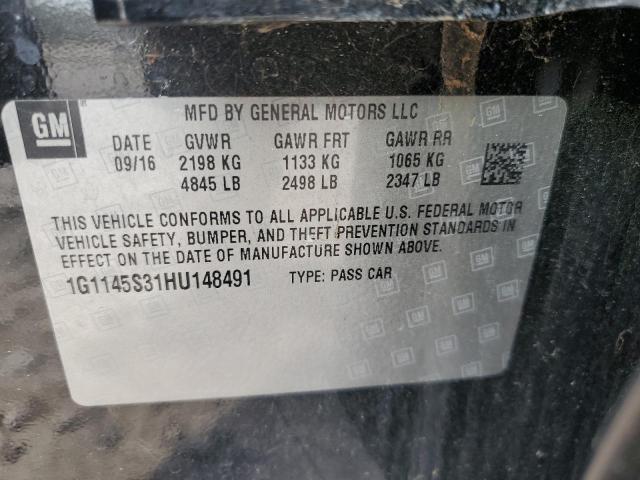 GM
MFD BY GENERAL MOTORS LLC
DATE GVWR GAWR FRT GAWR RR
09/16 2198 KG 1133 KG 1065 KG
4845 LB 2498 LB 2347 LB
THIS VEHICLE CONFORMS TO ALL APPLICABLE U.S. FEDERAL MOTOR
VEHICLE SAFETY, BUMPER, AND THEFT PREVENTION STANDARDS IN
EFFECT ON THE DATE OF MANUFACTURE SHOWN ABOVE.
1G1145S31HU148491 TYPE: PASS CAR